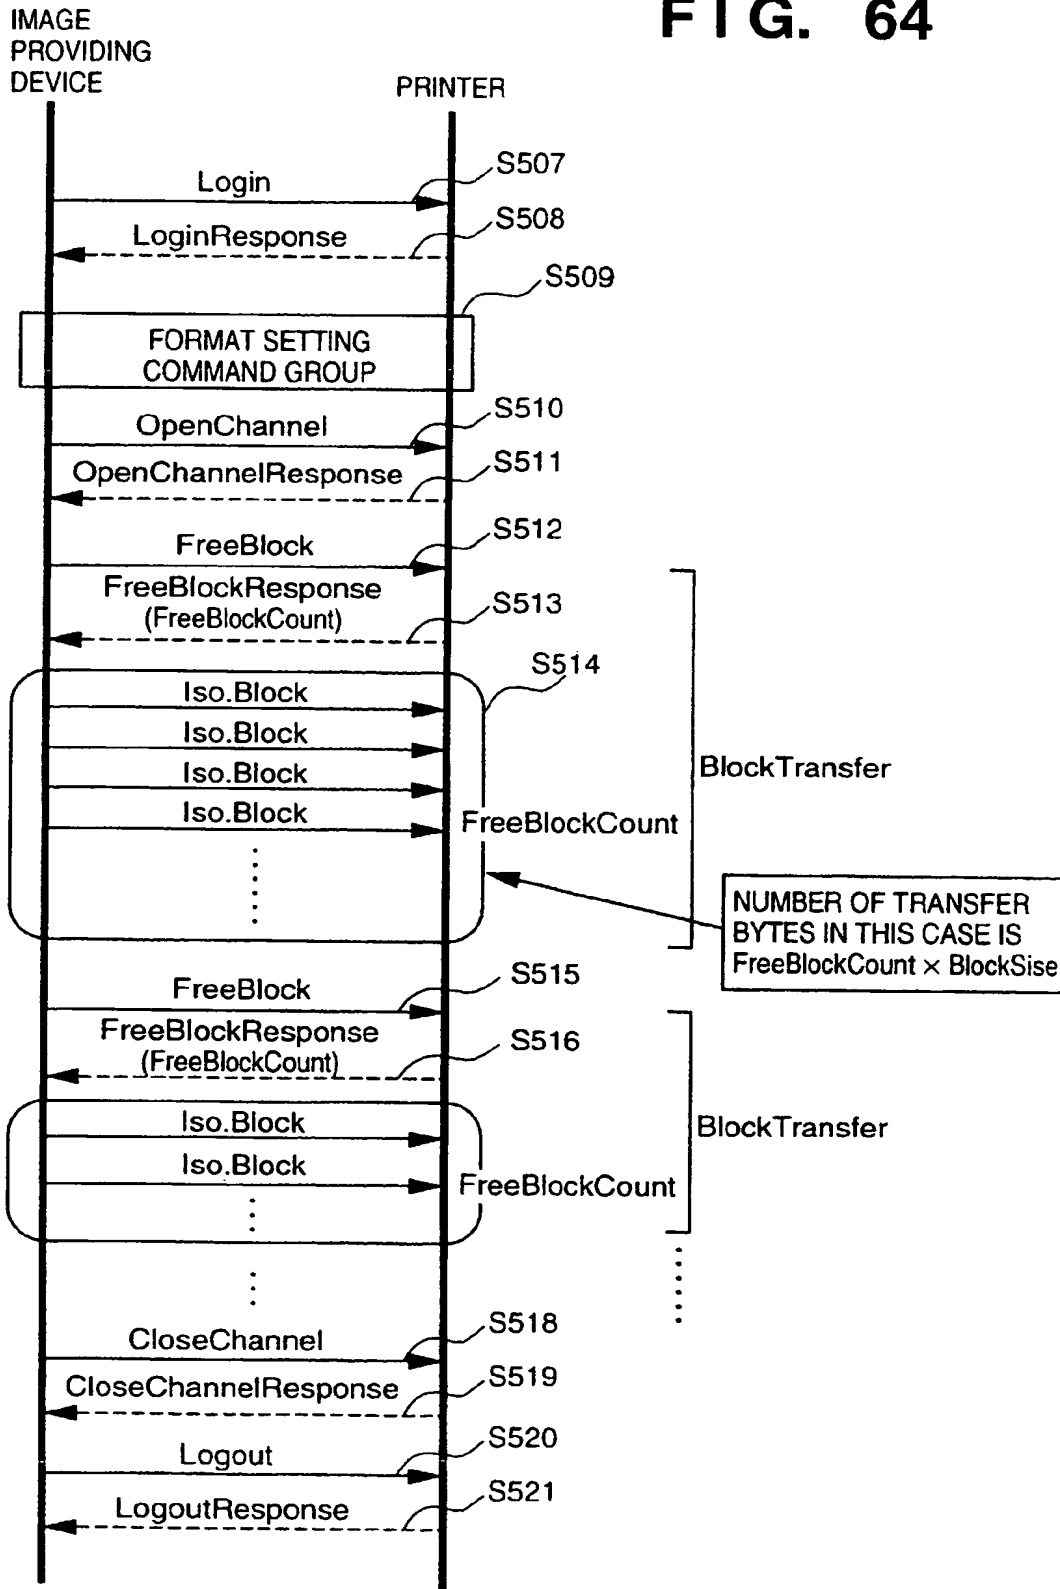 FIG. 64
IMAGE
PROVIDING
DEVICE
PRINTER
Login
S507
LoginResponse
S508
S509
FORMAT SETTING
COMMAND GROUP
OpenChannel
S510
OpenChannelResponse
S511
FreeBlock
S512
FreeBlockResponse
(FreeBlockCount)
S513
S514
Iso.Block
Iso.Block
Iso.Block
Iso.Block
FreeBlockCount
BlockTransfer
NUMBER OF TRANSFER
BYTES IN THIS CASE IS
FreeBlockCount × BlockSise
FreeBlock
S515
FreeBlockResponse
(FreeBlockCount)
S516
Iso.Block
Iso.Block
FreeBlockCount
BlockTransfer
CloseChannel
S518
CloseChannelResponse
S519
Logout
S520
LogoutResponse
S521